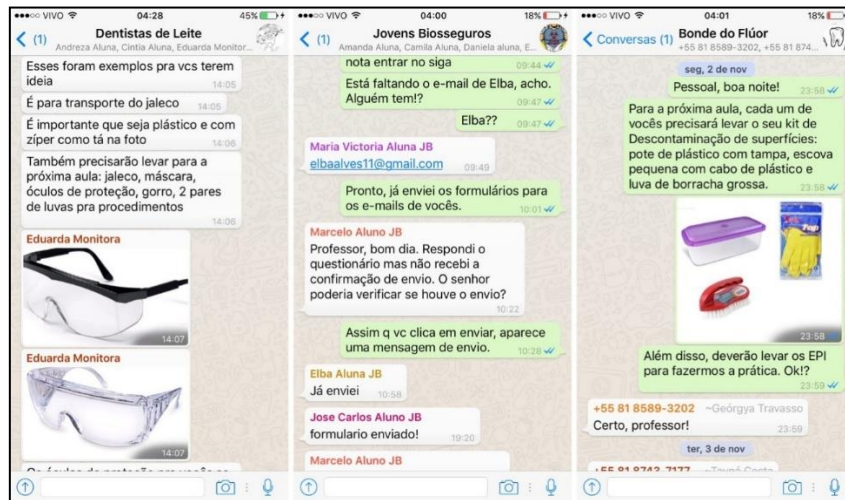 ●●●○○ VIVO 04:28 45%
(1) Dentistas de Leite
Andreza Aluna, Cintia Aluna, Eduarda Monitor...
Esses foram exemplos pra vcs terem
ideia 14:05
É para transporte do jaleco 14:05
É importante que seja plástico e com
zíper como tá na foto 14:06
Também precisarão levar para a
próxima aula: jaleco, máscara,
óculos de proteção, gorro, 2 pares
de luvas pra procedimentos
14:06
Eduarda Monitora
14:07
Eduarda Monitora
14:07
●●●○○ VIVO 04:00 18%
(1) Jovens Biosseguros
Amanda Aluna, Camila Aluna, Daniela aluna, E...
nota entrar no siga 09:44
Está faltando o e-mail de Elba, acho.
Alguém tem!? 09:47
Elba?? 09:47
Maria Victoria Aluna JB
elbaalves11@gmail.com 09:49
Pronto, já enviei os formulários para
os e-mails de vocês. 10:01
Marcelo Aluno JB
Professor, bom dia. Respondi o
questionário mas não recebi a
confirmação de envio. O senhor
poderia verificar se houve o envio?
10:22
Assim q vc clica em enviar, aparece
uma mensagem de envio. 10:28
Elba Aluna JB
Já enviei 10:58
Jose Carlos Aluno JB
formulario enviado! 19:20
Marcelo Aluno JB
●●●○○ VIVO 04:01 18%
Conversas (1) Bonde do Flúor
+55 81 8589-3202, +55 81 874...
seg, 2 de nov
Pessoal, boa noite! 23:58
Para a próxima aula, cada um de
vocês precisará levar o seu kit de
Descontaminação de superfícies:
pote de plástico com tampa, escova
pequena com cabo de plástico e
luva de borracha grossa. 23:58
Top
23:58
Além disso, deverão levar os EPI
para fazermos a prática. Ok!?
23:59
+55 81 8589-3202 ~Geórgya Travasso
Certo, professor! 23:59
ter, 3 de nov
+55 81 8743-7177